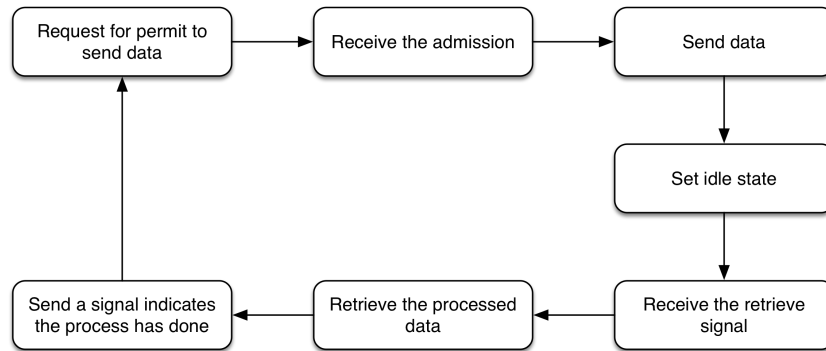 Request for permit to
send data
Receive the admission
Send data
Set idle state
Send a signal indicates
the process has done
Retrieve the processed
data
Receive the retrieve
signal